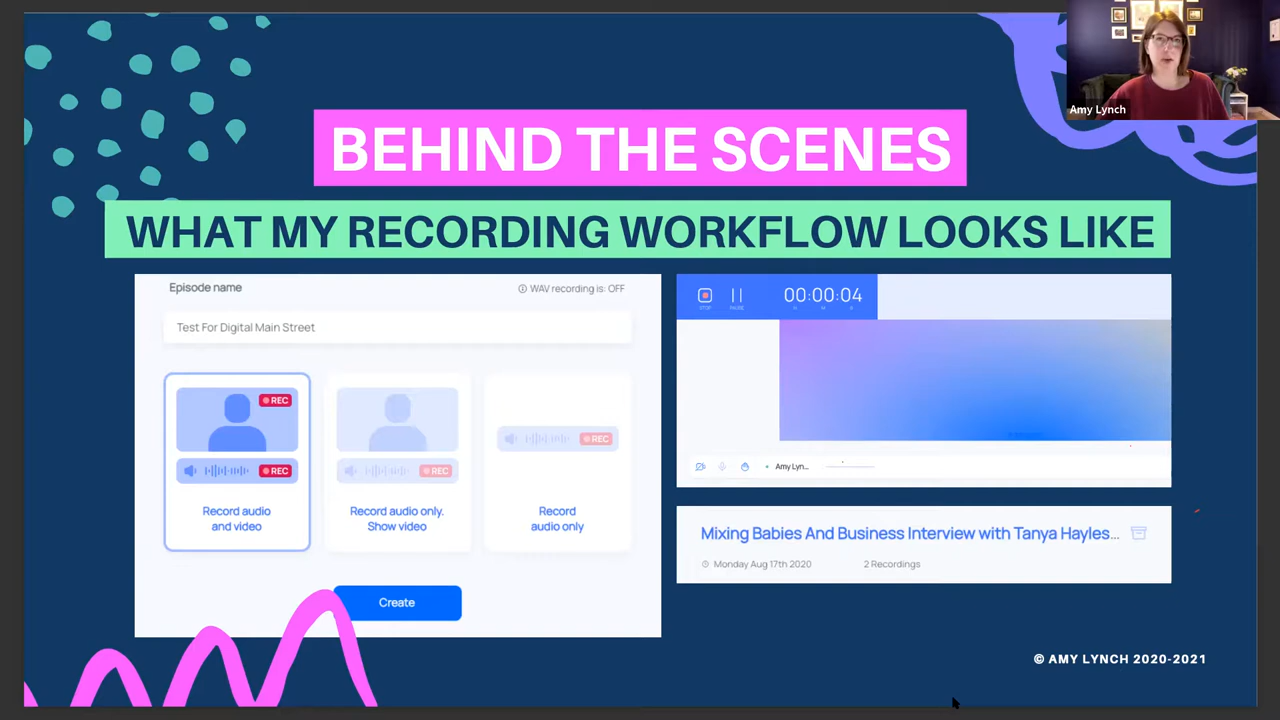 Amy Lynch
BEHIND THE SCENES
WHAT MY RECORDING WORKFLOW LOOKS LIKE
Episode name
WAV recording is: OFF
Test For Digital Main Street
REC
REC
REC
REC
Record audio
and video
Record audio only.
Show video
Record
audio only
Create
00:00:04
STOP
PAUSE
H M S
Amy Lyn...
Mixing Babies And Business Interview with Tanya Hayles...
Monday Aug 17th 2020
2 Recordings
© AMY LYNCH 2020-2021